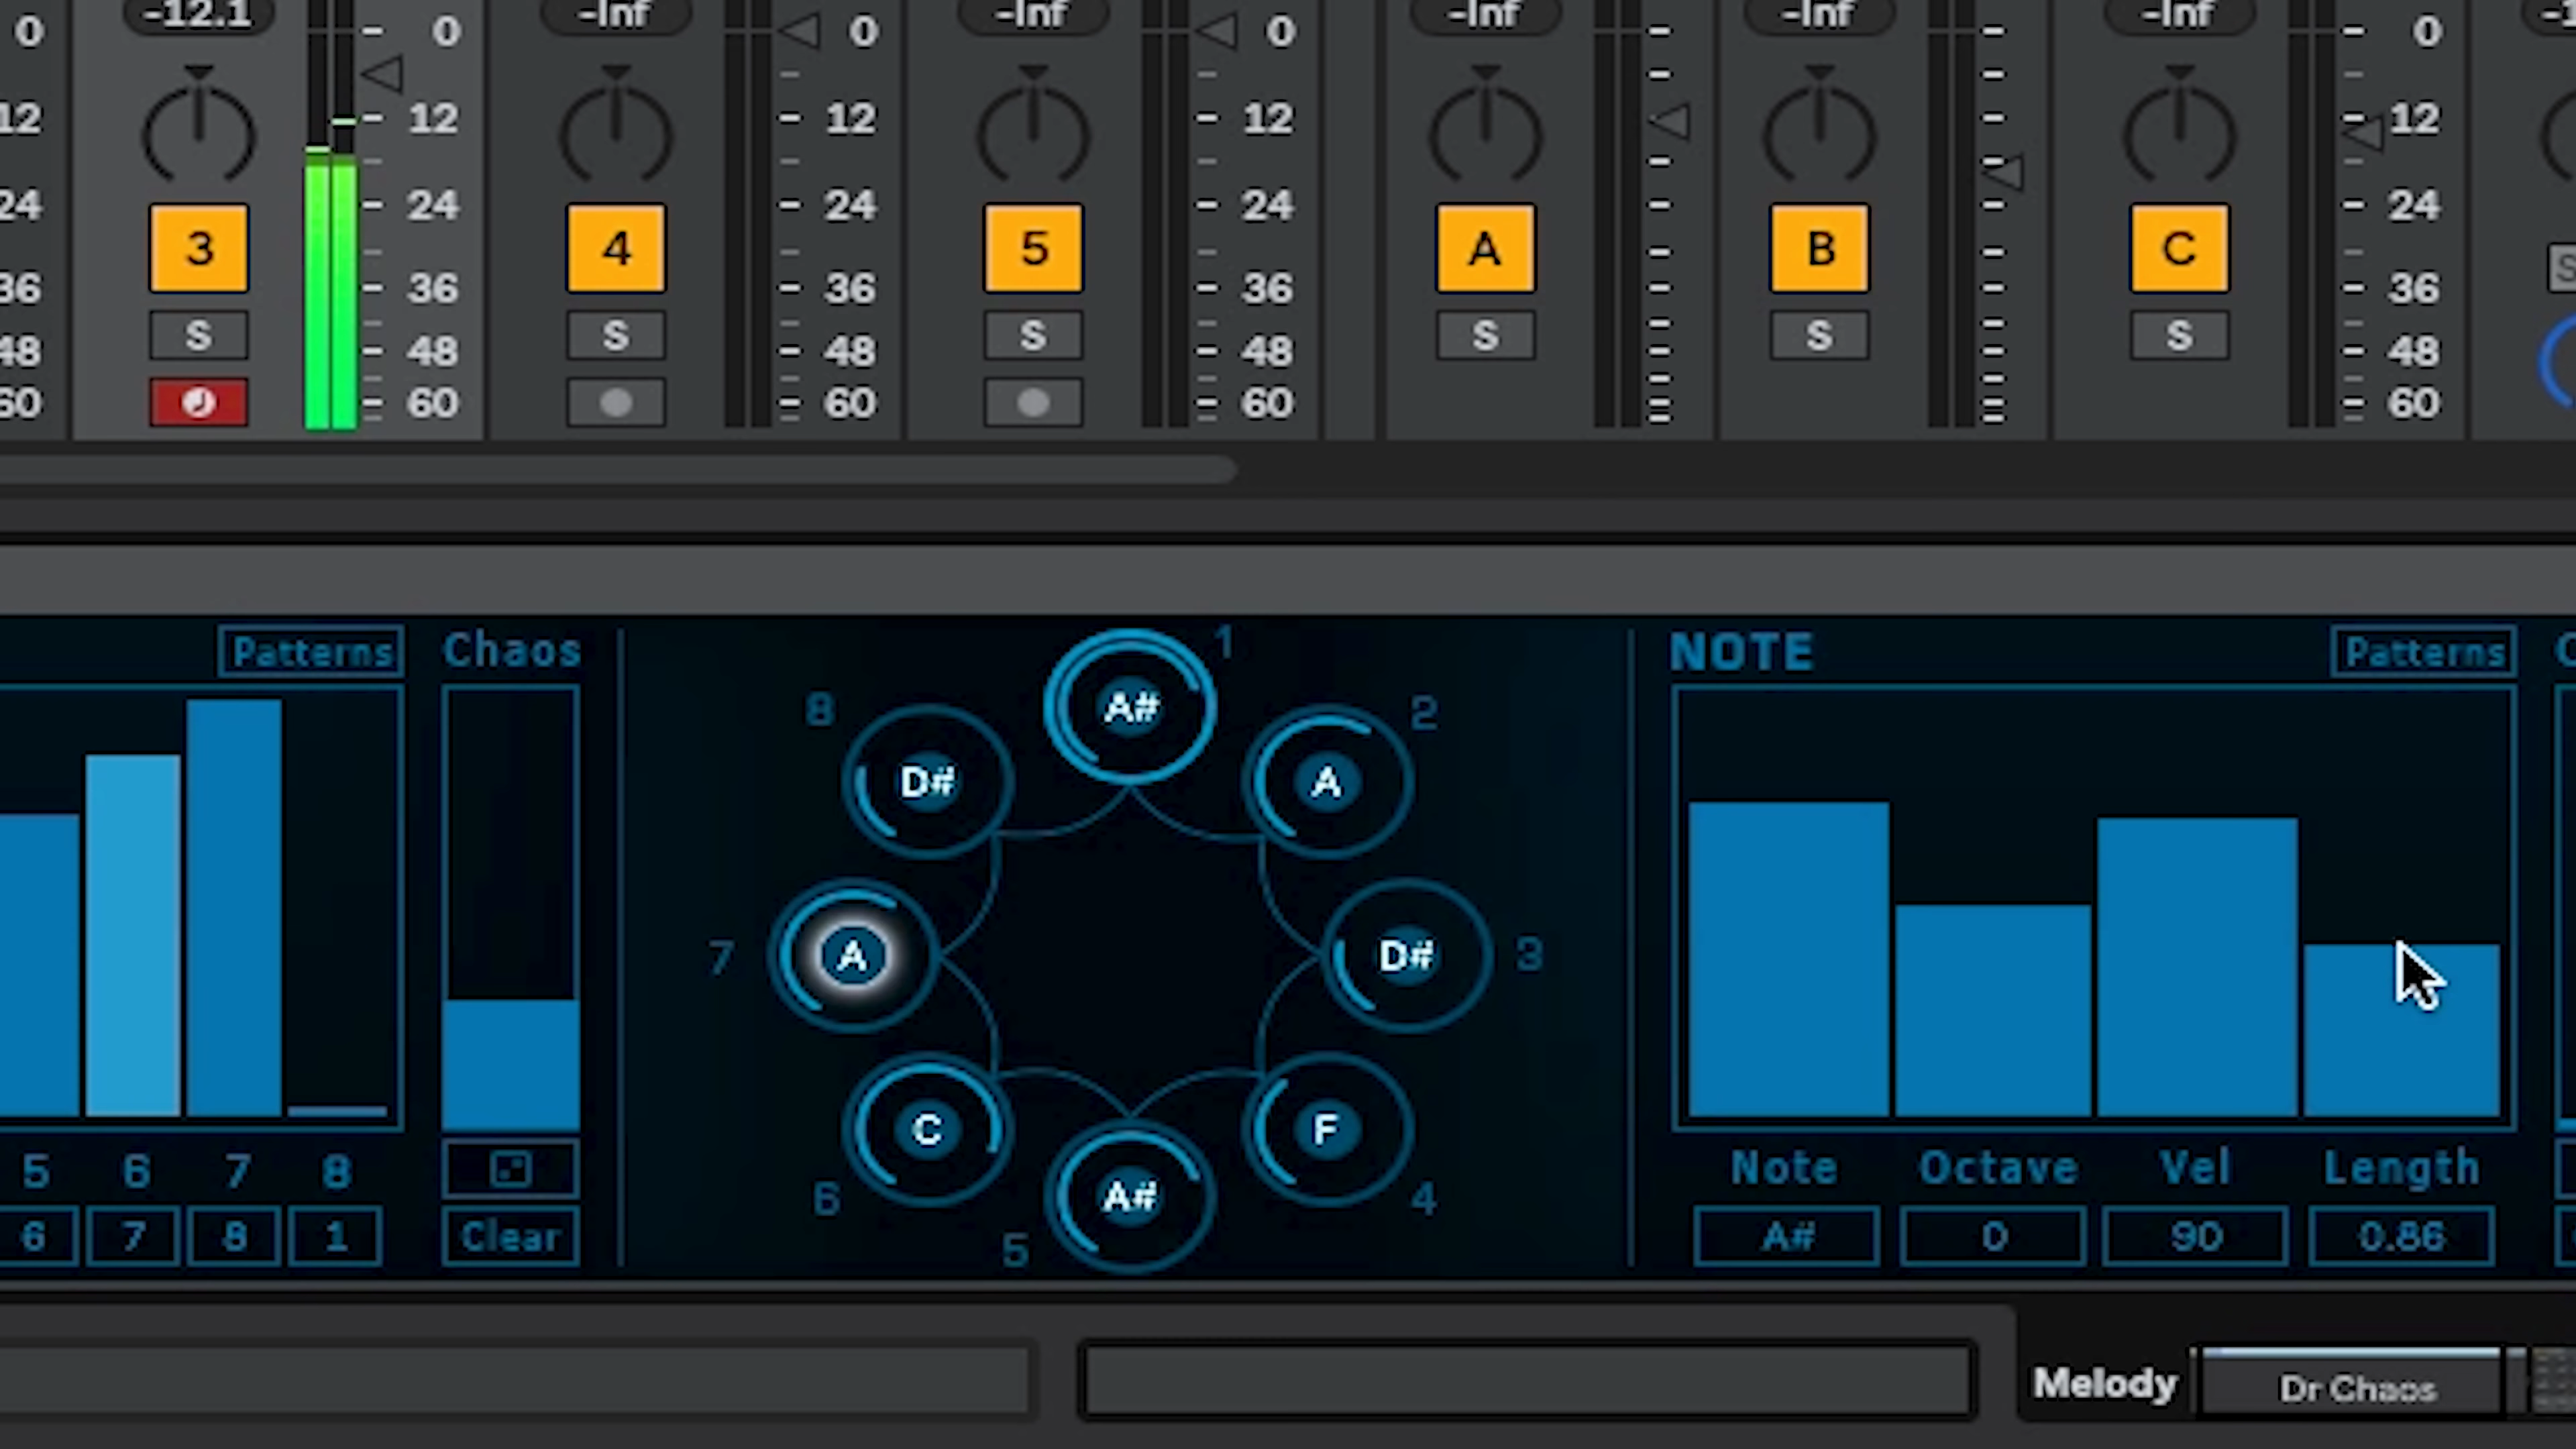 -12.1 -Inf -Inf -Inf -Inf -Inf
0 0 0 0 0
12 12 12 12 12
24 24 24 24 24
36 36 36 36 36
48 48 48 48 48
60 60 60 60 60
3 4 5 A B C
S S S S S S
Patterns Chaos
5 6 7 8
6 7 8 1
Clear
A# 1
A 2
D# 3
F 4
A# 5
C 6
A 7
D# 8
NOTE Patterns
Note Octave Vel Length
A# 0 90 0.86
Melody Dr Chaos